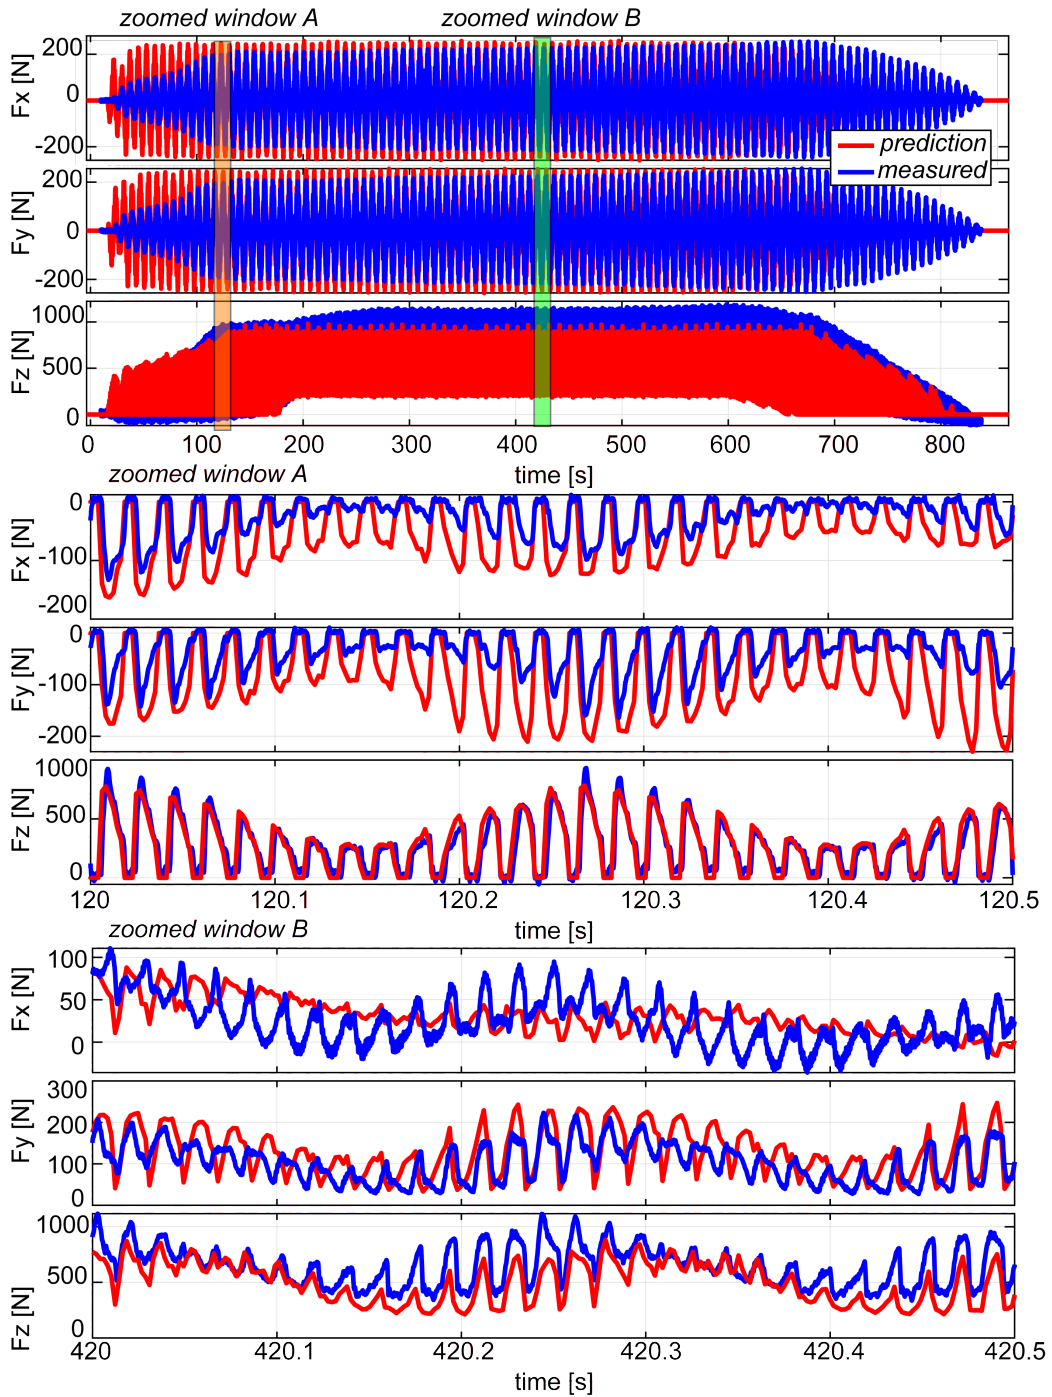 zoomed window A zoomed window B
Fx [N]
200
0
-200
prediction
measured
Fy [N]
200
0
-200
Fz [N]
1000
500
0
0 100 200 300 400 500 600 700 800
zoomed window A time [s]
Fx [N]
0
-100
-200
Fy [N]
0
-100
-200
Fz [N]
1000
500
0
120 120.1 120.2 120.3 120.4 120.5
zoomed window B time [s]
Fx [N]
100
50
0
Fy [N]
300
200
100
0
Fz [N]
1000
500
0
420 420.1 420.2 420.3 420.4 420.5
time [s]